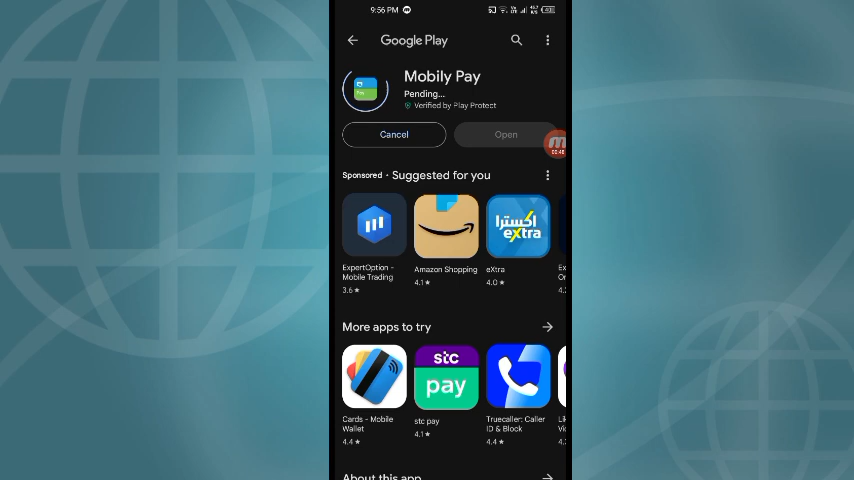 9:56 PM
Google Play
Mobily Pay
Pending...
Verified by Play Protect
Cancel
Open
00:48
Sponsored · Suggested for you
ExpertOption -
Mobile Trading
3.6★
Amazon Shopping
4.1★
اكسترا
eXtra
eXtra
4.0★
More apps to try
stc
pay
Cards - Mobile
Wallet
4.4★
stc pay
4.1★
Truecaller: Caller
ID & Block
4.4★
About this app